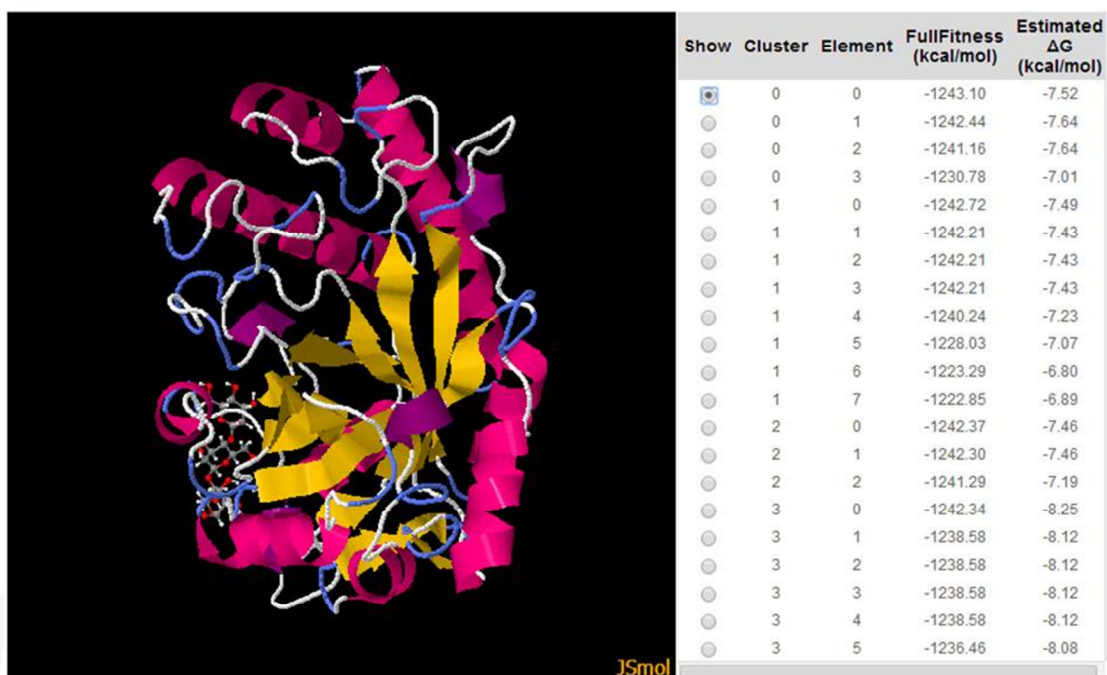 Show Cluster Element FullFitness (kcal/mol) Estimated ΔG (kcal/mol)
0 0 -1243.10 -7.52
0 1 -1242.44 -7.64
0 2 -1241.16 -7.64
0 3 -1230.78 -7.01
1 0 -1242.72 -7.49
1 1 -1242.21 -7.43
1 2 -1242.21 -7.43
1 3 -1242.21 -7.43
1 4 -1240.24 -7.23
1 5 -1228.03 -7.07
1 6 -1223.29 -6.80
1 7 -1222.85 -6.89
2 0 -1242.37 -7.46
2 1 -1242.30 -7.46
2 2 -1241.29 -7.19
3 0 -1242.34 -8.25
3 1 -1238.58 -8.12
3 2 -1238.58 -8.12
3 3 -1238.58 -8.12
3 4 -1238.58 -8.12
3 5 -1236.46 -8.08
JSmol